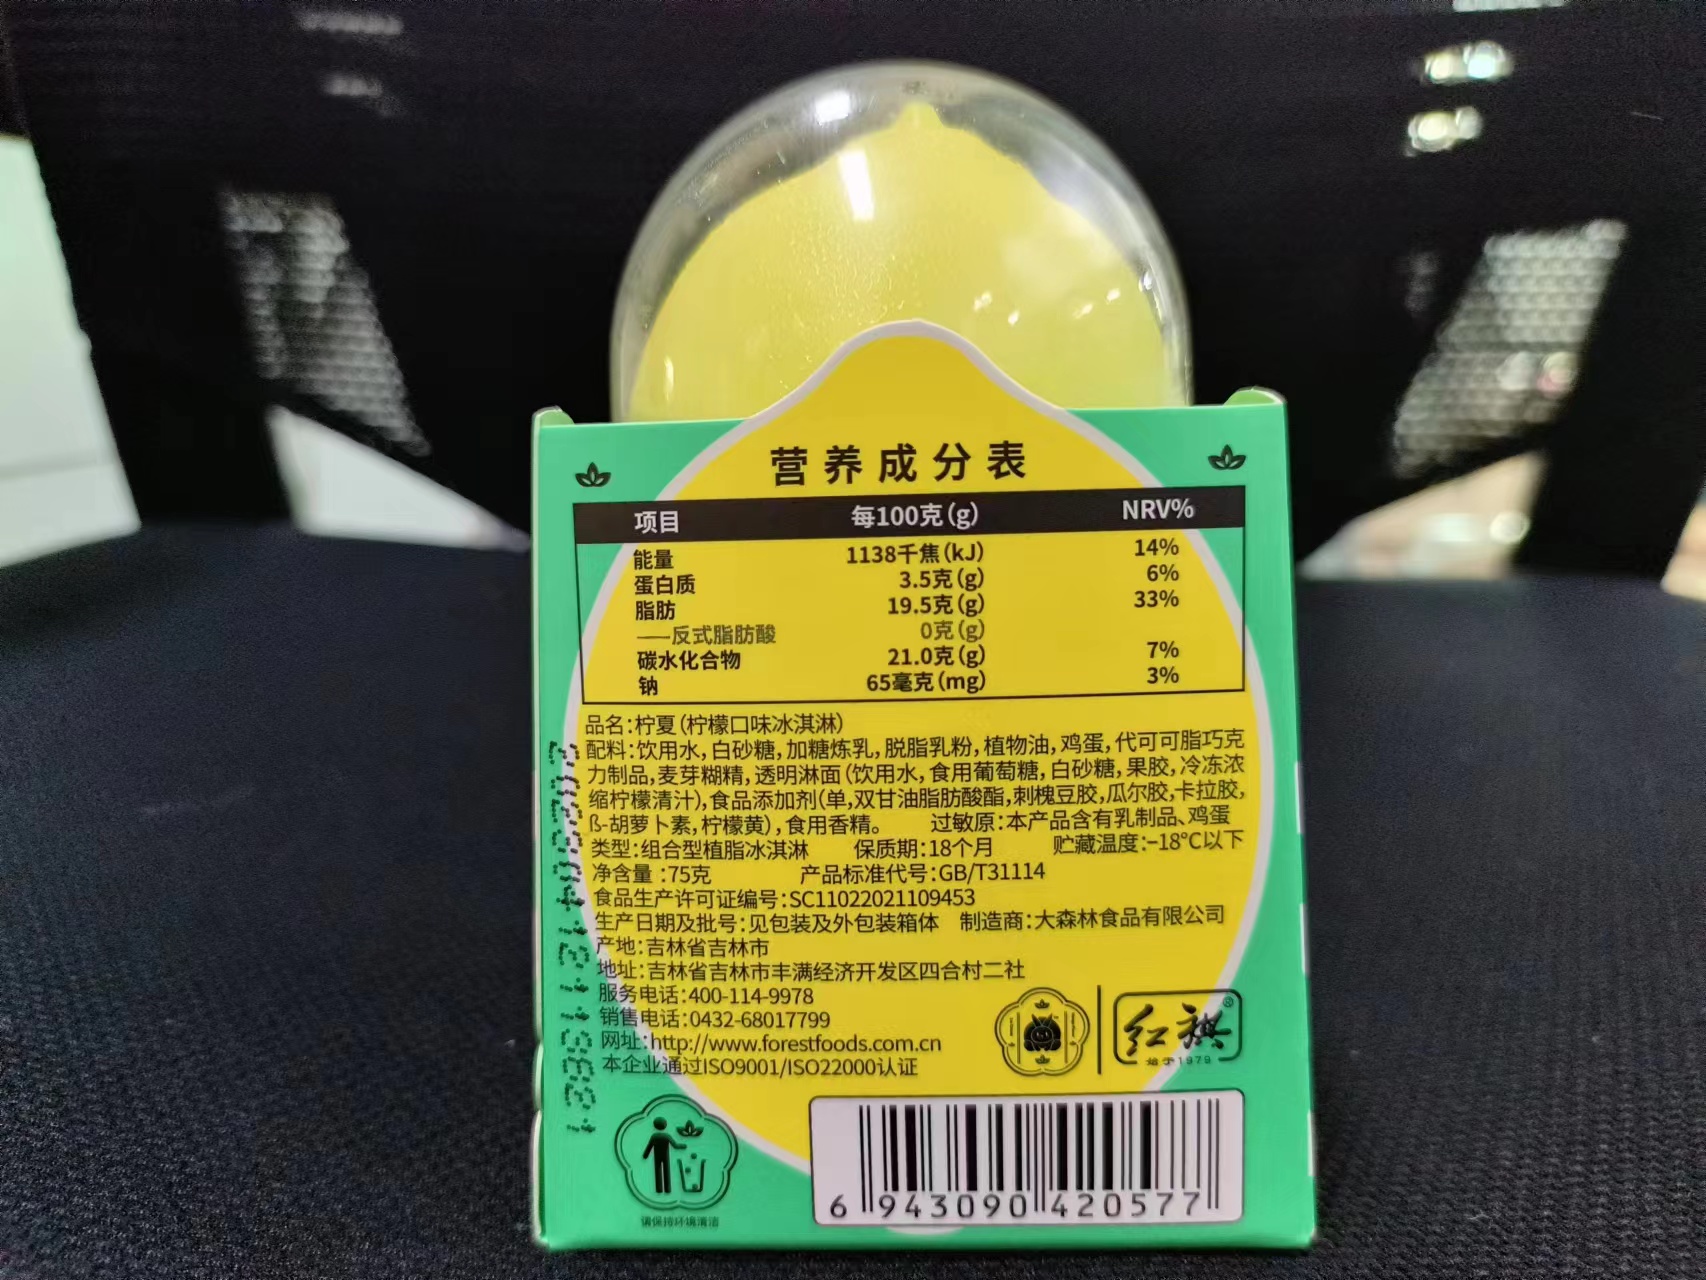 营养成分表
项目 每100克(g) NRV%
能量 1138千焦(kJ) 14%
蛋白质 3.5克(g) 6%
脂肪 19.5克(g) 33%
——反式脂肪酸 0克(g)
碳水化合物 21.0克(g) 7%
钠 65毫克(mg) 3%
品名:柠夏(柠檬口味冰淇淋)
配料:饮用水,白砂糖,加糖炼乳,脱脂乳粉,植物油,鸡蛋,代可可脂巧克
力制品,麦芽糊精,透明淋面(饮用水,食用葡萄糖,白砂糖,果胶,冷冻浓
缩柠檬清汁),食品添加剂(单,双甘油脂肪酸酯,刺槐豆胶,瓜尔胶,卡拉胶,
β-胡萝卜素,柠檬黄),食用香精。 过敏原:本产品含有乳制品、鸡蛋
类型:组合型植脂冰淇淋 保质期:18个月 贮藏温度:-18℃以下
净含量:75克 产品标准代号:GB/T31114
食品生产许可证编号:SC11022021109453
生产日期及批号:见包装及外包装箱体 制造商:大森林食品有限公司
产地:吉林省吉林市
地址:吉林省吉林市丰满经济开发区四合村二社
服务电话:400-114-9978
销售电话:0432-68017799
网址:http://www.forestfoods.com.cn
本企业通过ISO9001/ISO22000认证
红旗®
始于1979
请保持环境清洁
6 943090 420577